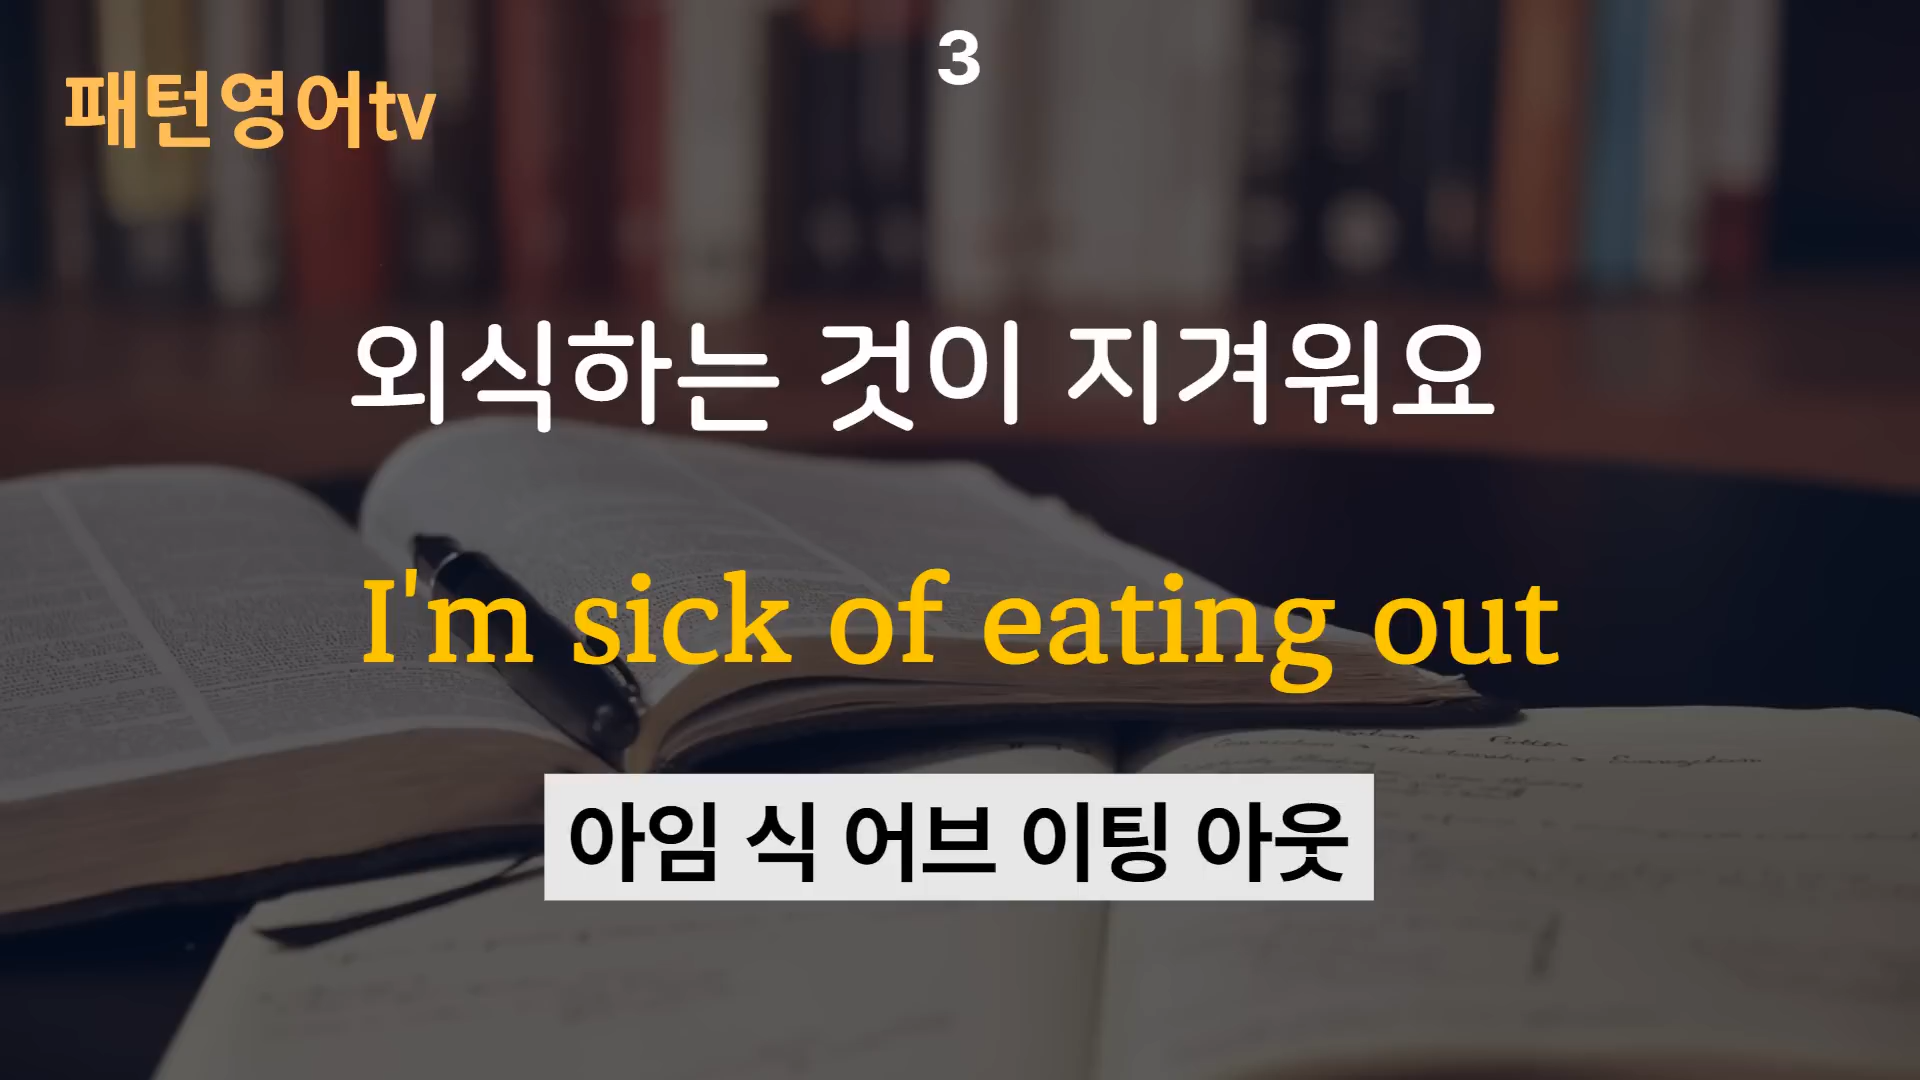 3
패턴영어tv
외식하는 것이 지겨워요
I'm sick of eating out
아임 식 어브 이팅 아웃